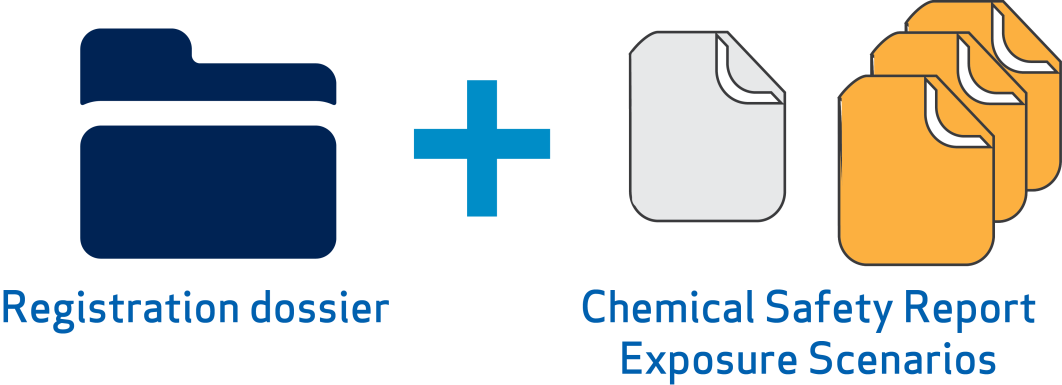 Registration dossier
Chemical Safety Report
Exposure Scenarios